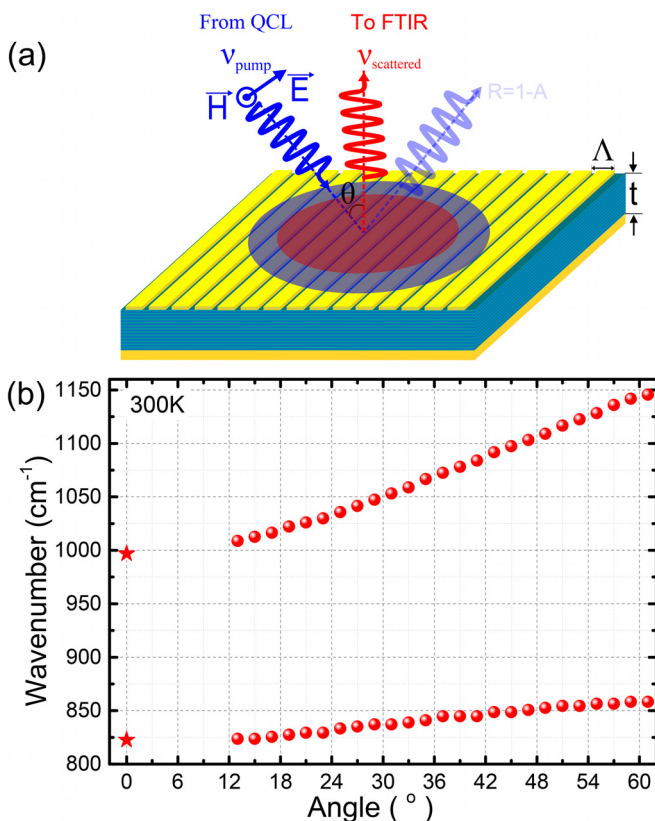 (a)
From QCL
To FTIR
ν_pump
E
H
ν_scattered
R=1-A
θ
Λ
t
(b)
300K
1150
1100
1050
1000
950
900
850
800
0 6 12 18 24 30 36 42 48 54 60
Wavenumber (cm⁻¹)
Angle (°)